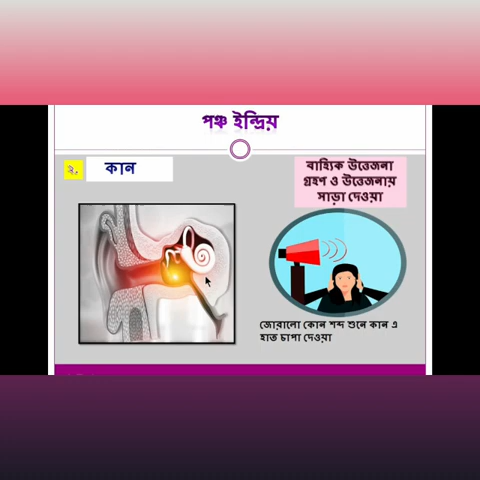 পঞ্চ ইন্দ্রিয়
২. কান
বাহ্যিক উত্তেজনা
গ্রহণ ও উত্তেজনায়
সাড়া দেওয়া
জোরালো কোন শব্দ শুনে কান এ
হাত চাপা দেওয়া